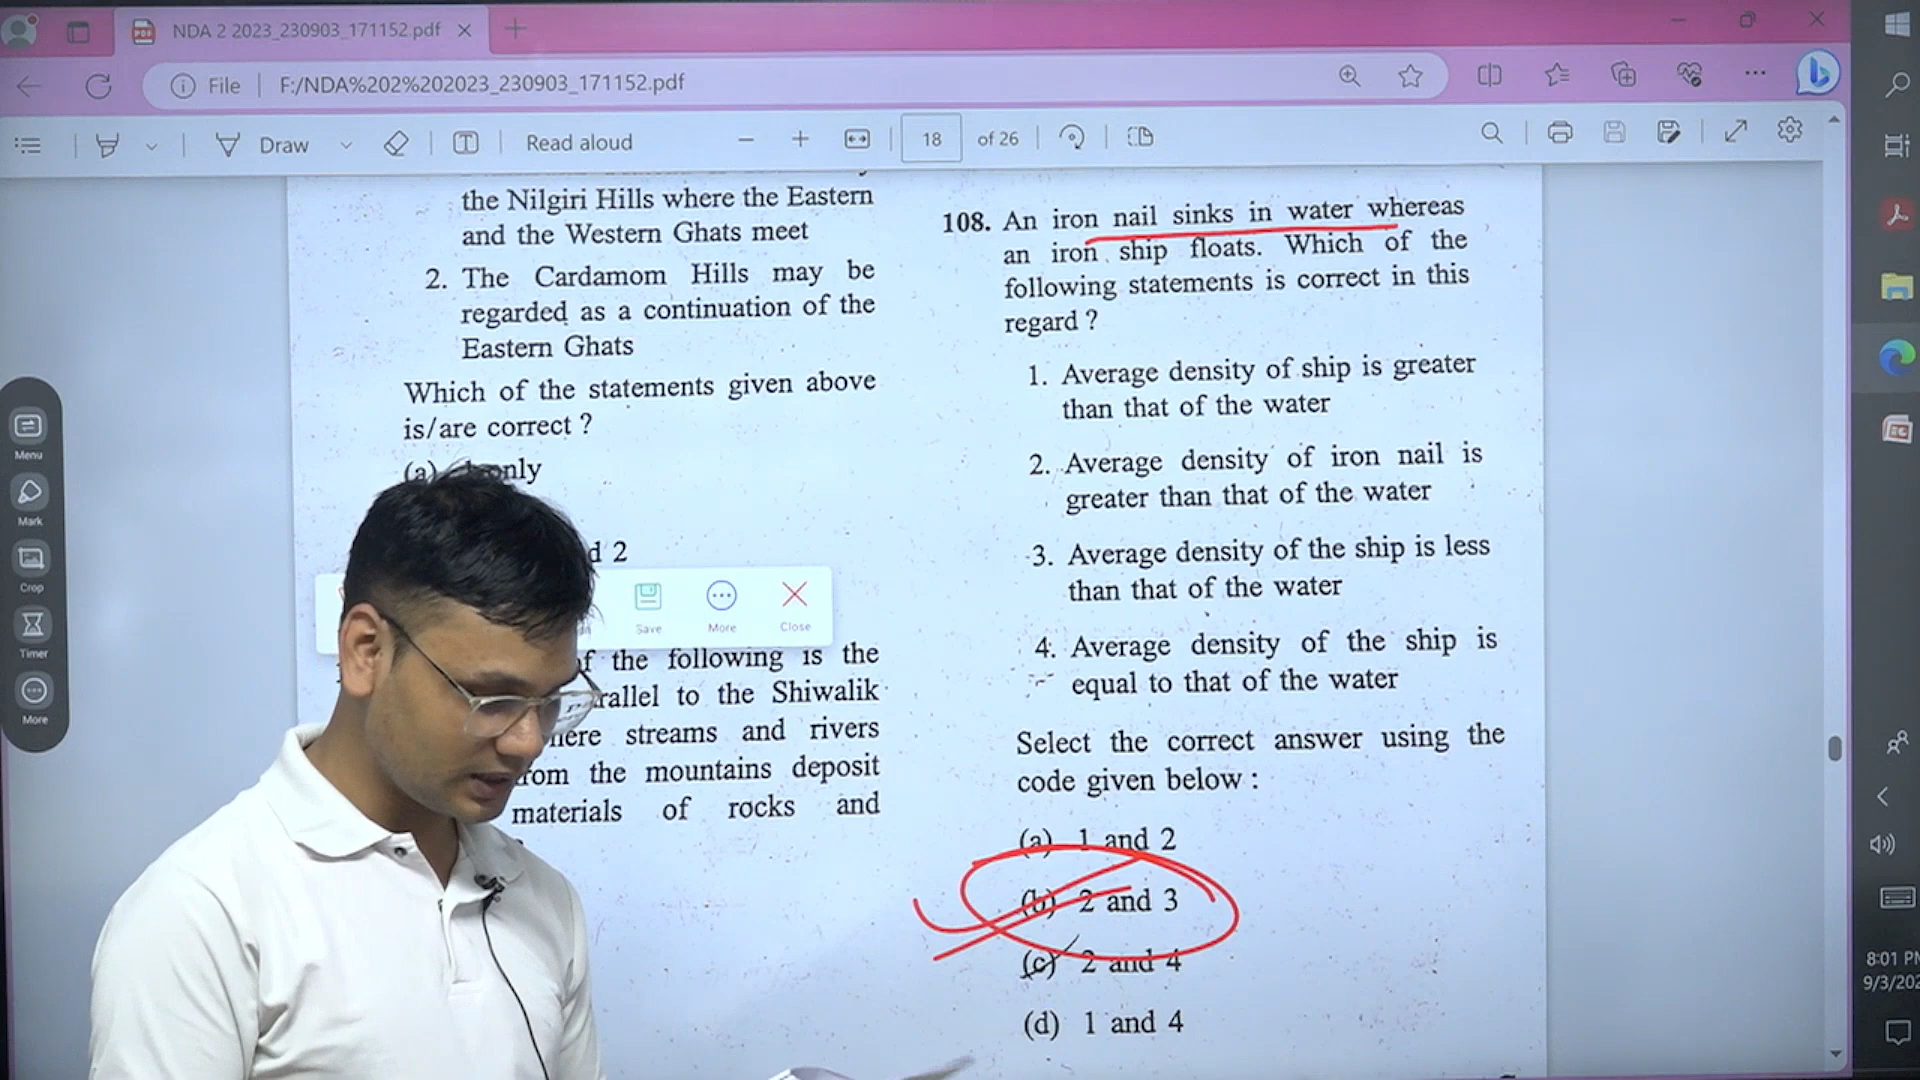 NDA 2 2023_230903_171152.pdf
File
F:/NDA%202%202023_230903_171152.pdf
Draw
Read aloud
18
of 26
the Nilgiri Hills where the Eastern
and the Western Ghats meet
2. The Cardamom Hills may be
regarded as a continuation of the
Eastern Ghats
Which of the statements given above
is/are correct ?
(a) only
d 2
Save
More
Close
of the following is the
rallel to the Shiwalik
here streams and rivers
from the mountains deposit
materials of rocks and
108. An iron nail sinks in water whereas
an iron ship floats. Which of the
following statements is correct in this
regard ?
1. Average density of ship is greater
than that of the water
2. Average density of iron nail is
greater than that of the water
3. Average density of the ship is less
than that of the water
4. Average density of the ship is
equal to that of the water
Select the correct answer using the
code given below :
(a) 1 and 2
(b) 2 and 3
(c) 2 and 4
(d) 1 and 4
Menu
Mark
Crop
Timer
More
8:01 PM
9/3/202